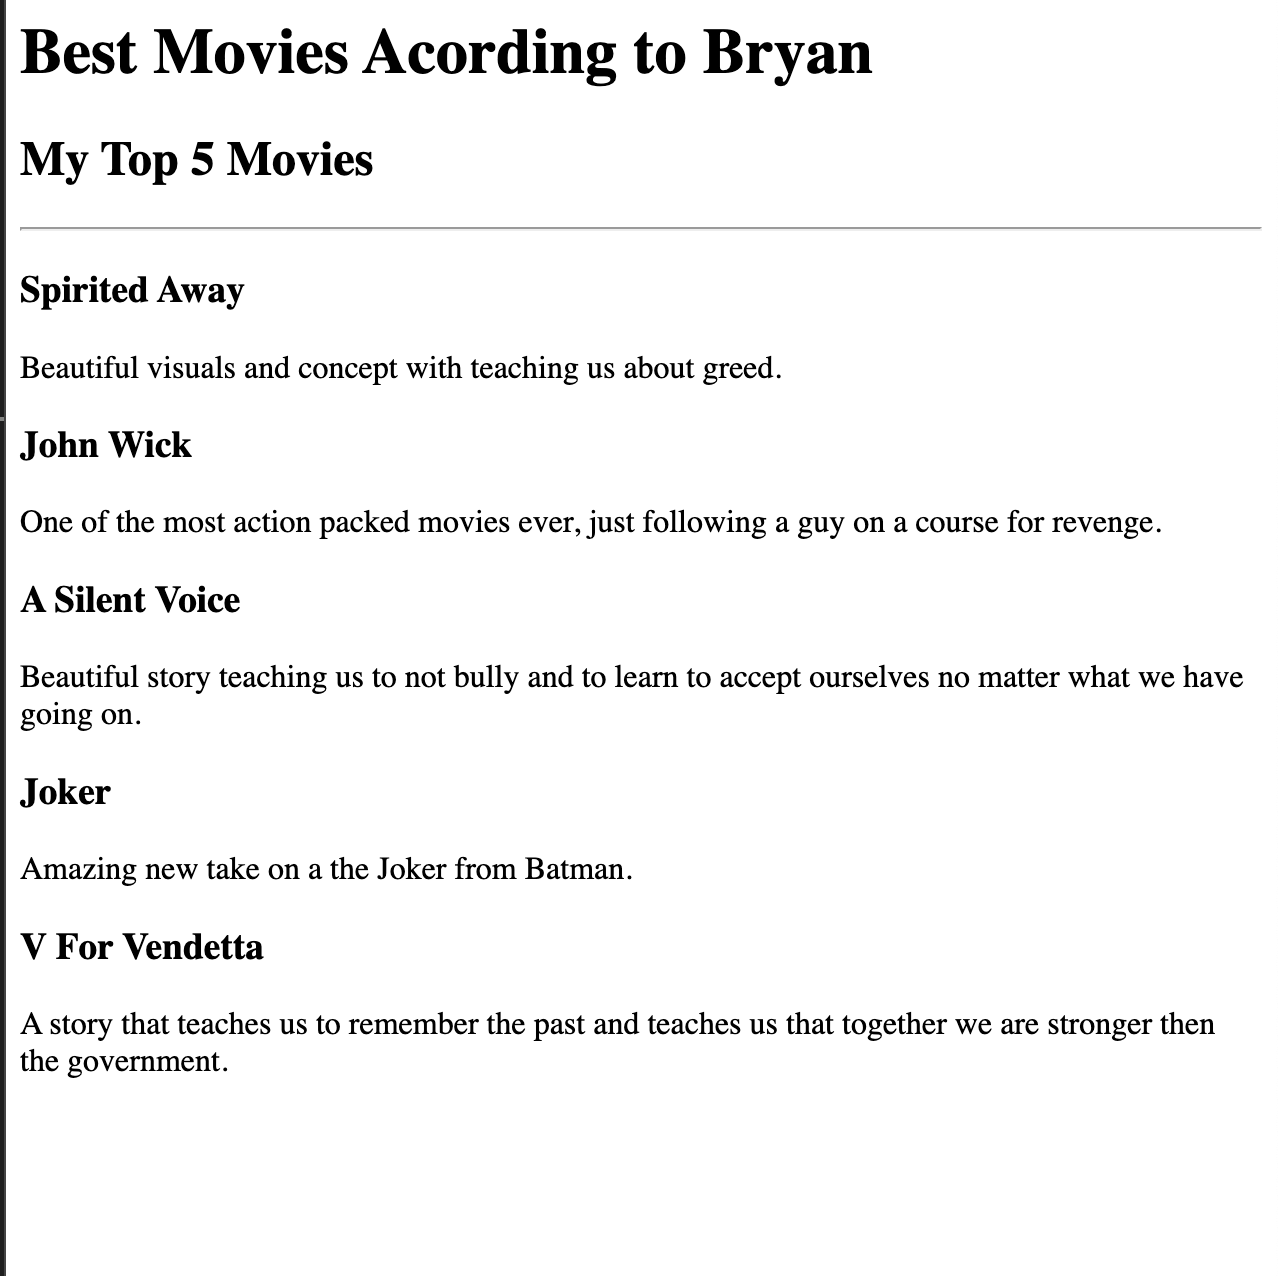 Best Movies Acording to Bryan
My Top 5 Movies
Spirited Away
Beautiful visuals and concept with teaching us about greed.
John Wick
One of the most action packed movies ever, just following a guy on a course for revenge.
A Silent Voice
Beautiful story teaching us to not bully and to learn to accept ourselves no matter what we have
going on.
Joker
Amazing new take on a the Joker from Batman.
V For Vendetta
A story that teaches us to remember the past and teaches us that together we are stronger then
the government.